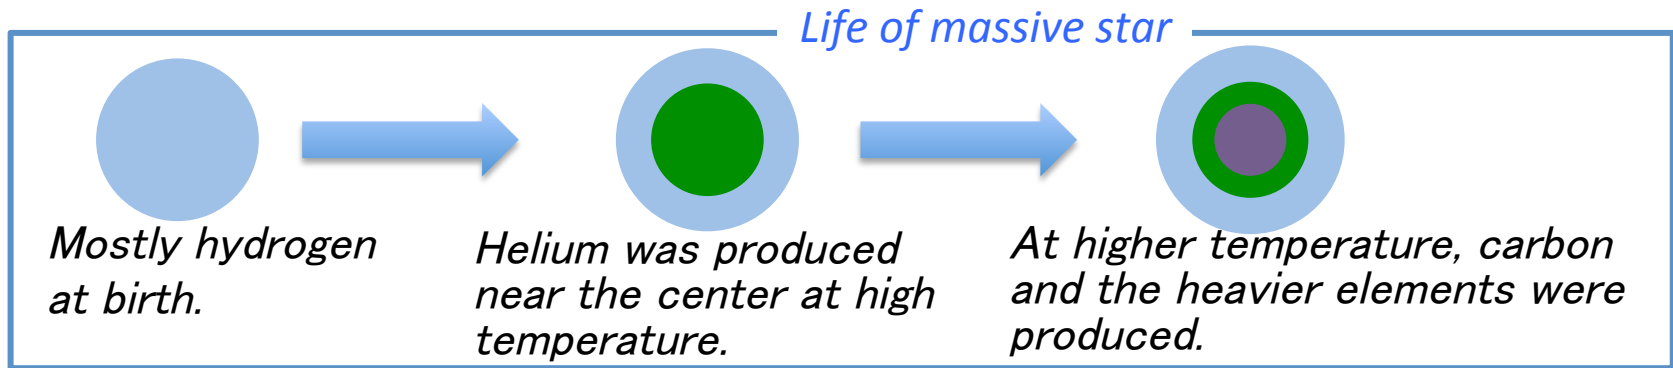 Life of massive star
Mostly hydrogen
at birth.
Helium was produced
near the center at high
temperature.
At higher temperature, carbon
and the heavier elements were
produced.